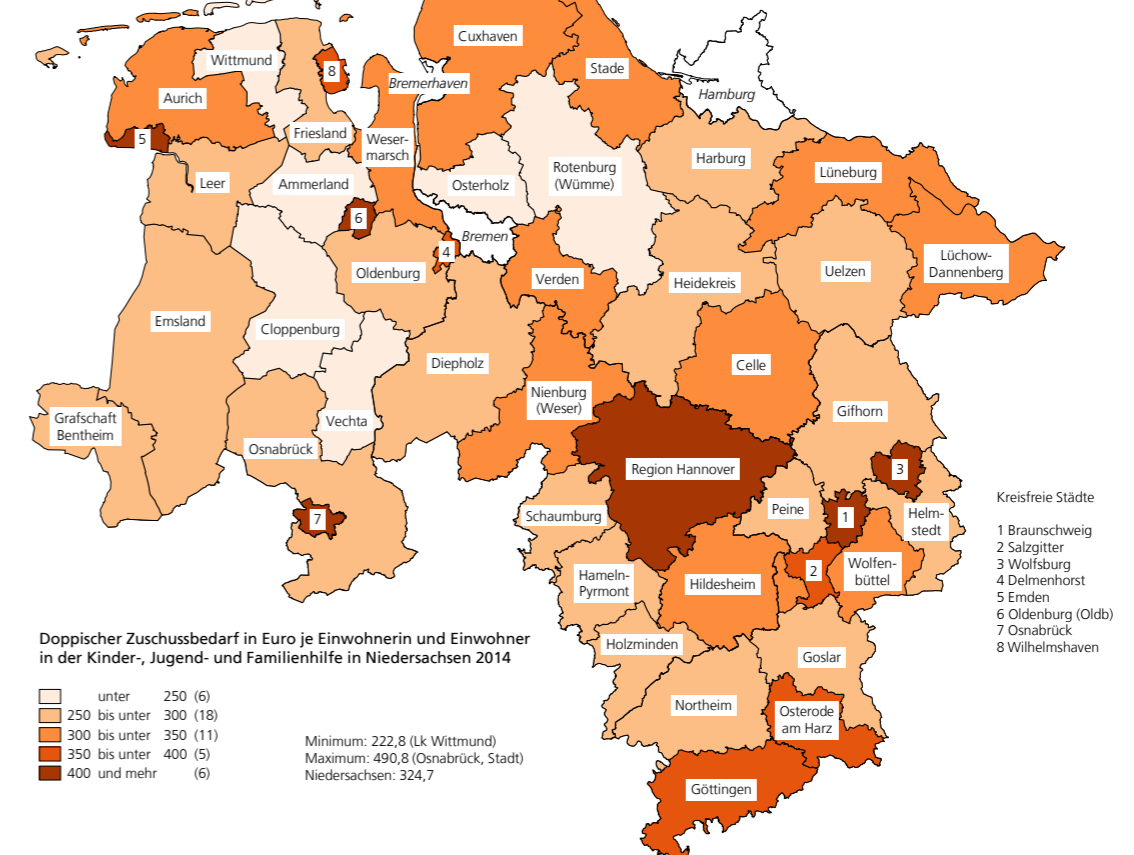 Cuxhaven
Wittmund
Stade
8
Bremerhaven
Hamburg
Aurich
5
Friesland
Weser-
marsch
Harburg
Rotenburg
(Wümme)
Lüneburg
Leer
Ammerland
Osterholz
6
Bremen
4
Oldenburg
Verden
Heidekreis
Uelzen
Lüchow-
Dannenberg
Emsland
Cloppenburg
Diepholz
Celle
Nienburg
(Weser)
Gifhorn
Grafschaft
Bentheim
Vechta
Osnabrück
Region Hannover
3
7
Schaumburg
Peine
1
Helm-
stedt
Hameln-
Pyrmont
Hildesheim
2
Wolfen-
büttel
Holzminden
Goslar
Northeim
Osterode
am Harz
Göttingen
Kreisfreie Städte
1 Braunschweig
2 Salzgitter
3 Wolfsburg
4 Delmenhorst
5 Emden
6 Oldenburg (Oldb)
7 Osnabrück
8 Wilhelmshaven
Doppischer Zuschussbedarf in Euro je Einwohnerin und Einwohner
in der Kinder-, Jugend- und Familienhilfe in Niedersachsen 2014
unter 250 (6)
250 bis unter 300 (18)
300 bis unter 350 (11)
350 bis unter 400 (5)
400 und mehr (6)
Minimum: 222,8 (Lk Wittmund)
Maximum: 490,8 (Osnabrück, Stadt)
Niedersachsen: 324,7